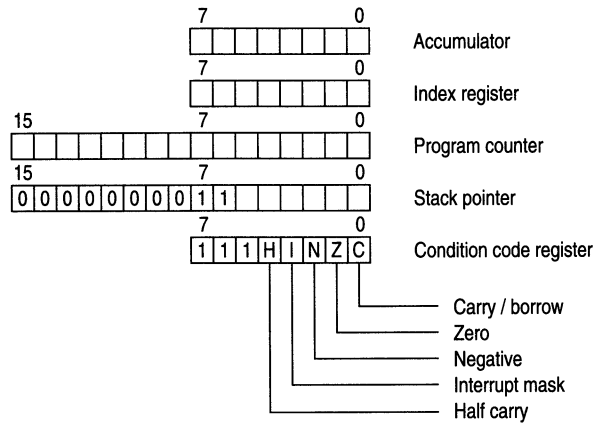 7 0
Accumulator
7 0
Index register
15 7 0
Program counter
15 7 0
0 0 0 0 0 0 0 0 1 1
Stack pointer
7 0
1 1 1 H I N Z C
Condition code register
Carry / borrow
Zero
Negative
Interrupt mask
Half carry